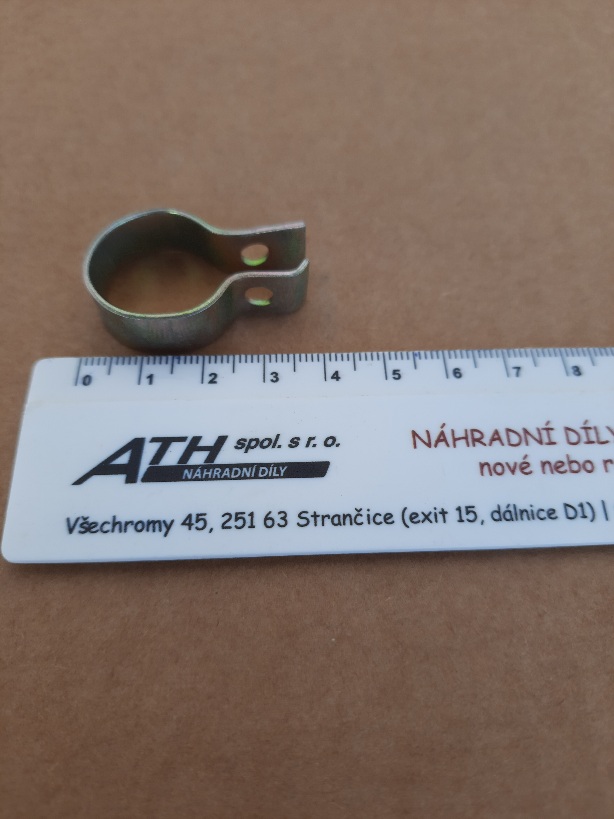 0 1 2 3 4 5 6 7 8
ATH spol. s r. o.
NÁHRADNÍ DÍLY
NÁHRADNÍ DÍLY
nové nebo
Všechromy 45, 251 63 Strančice (exit 15, dálnice D1) |